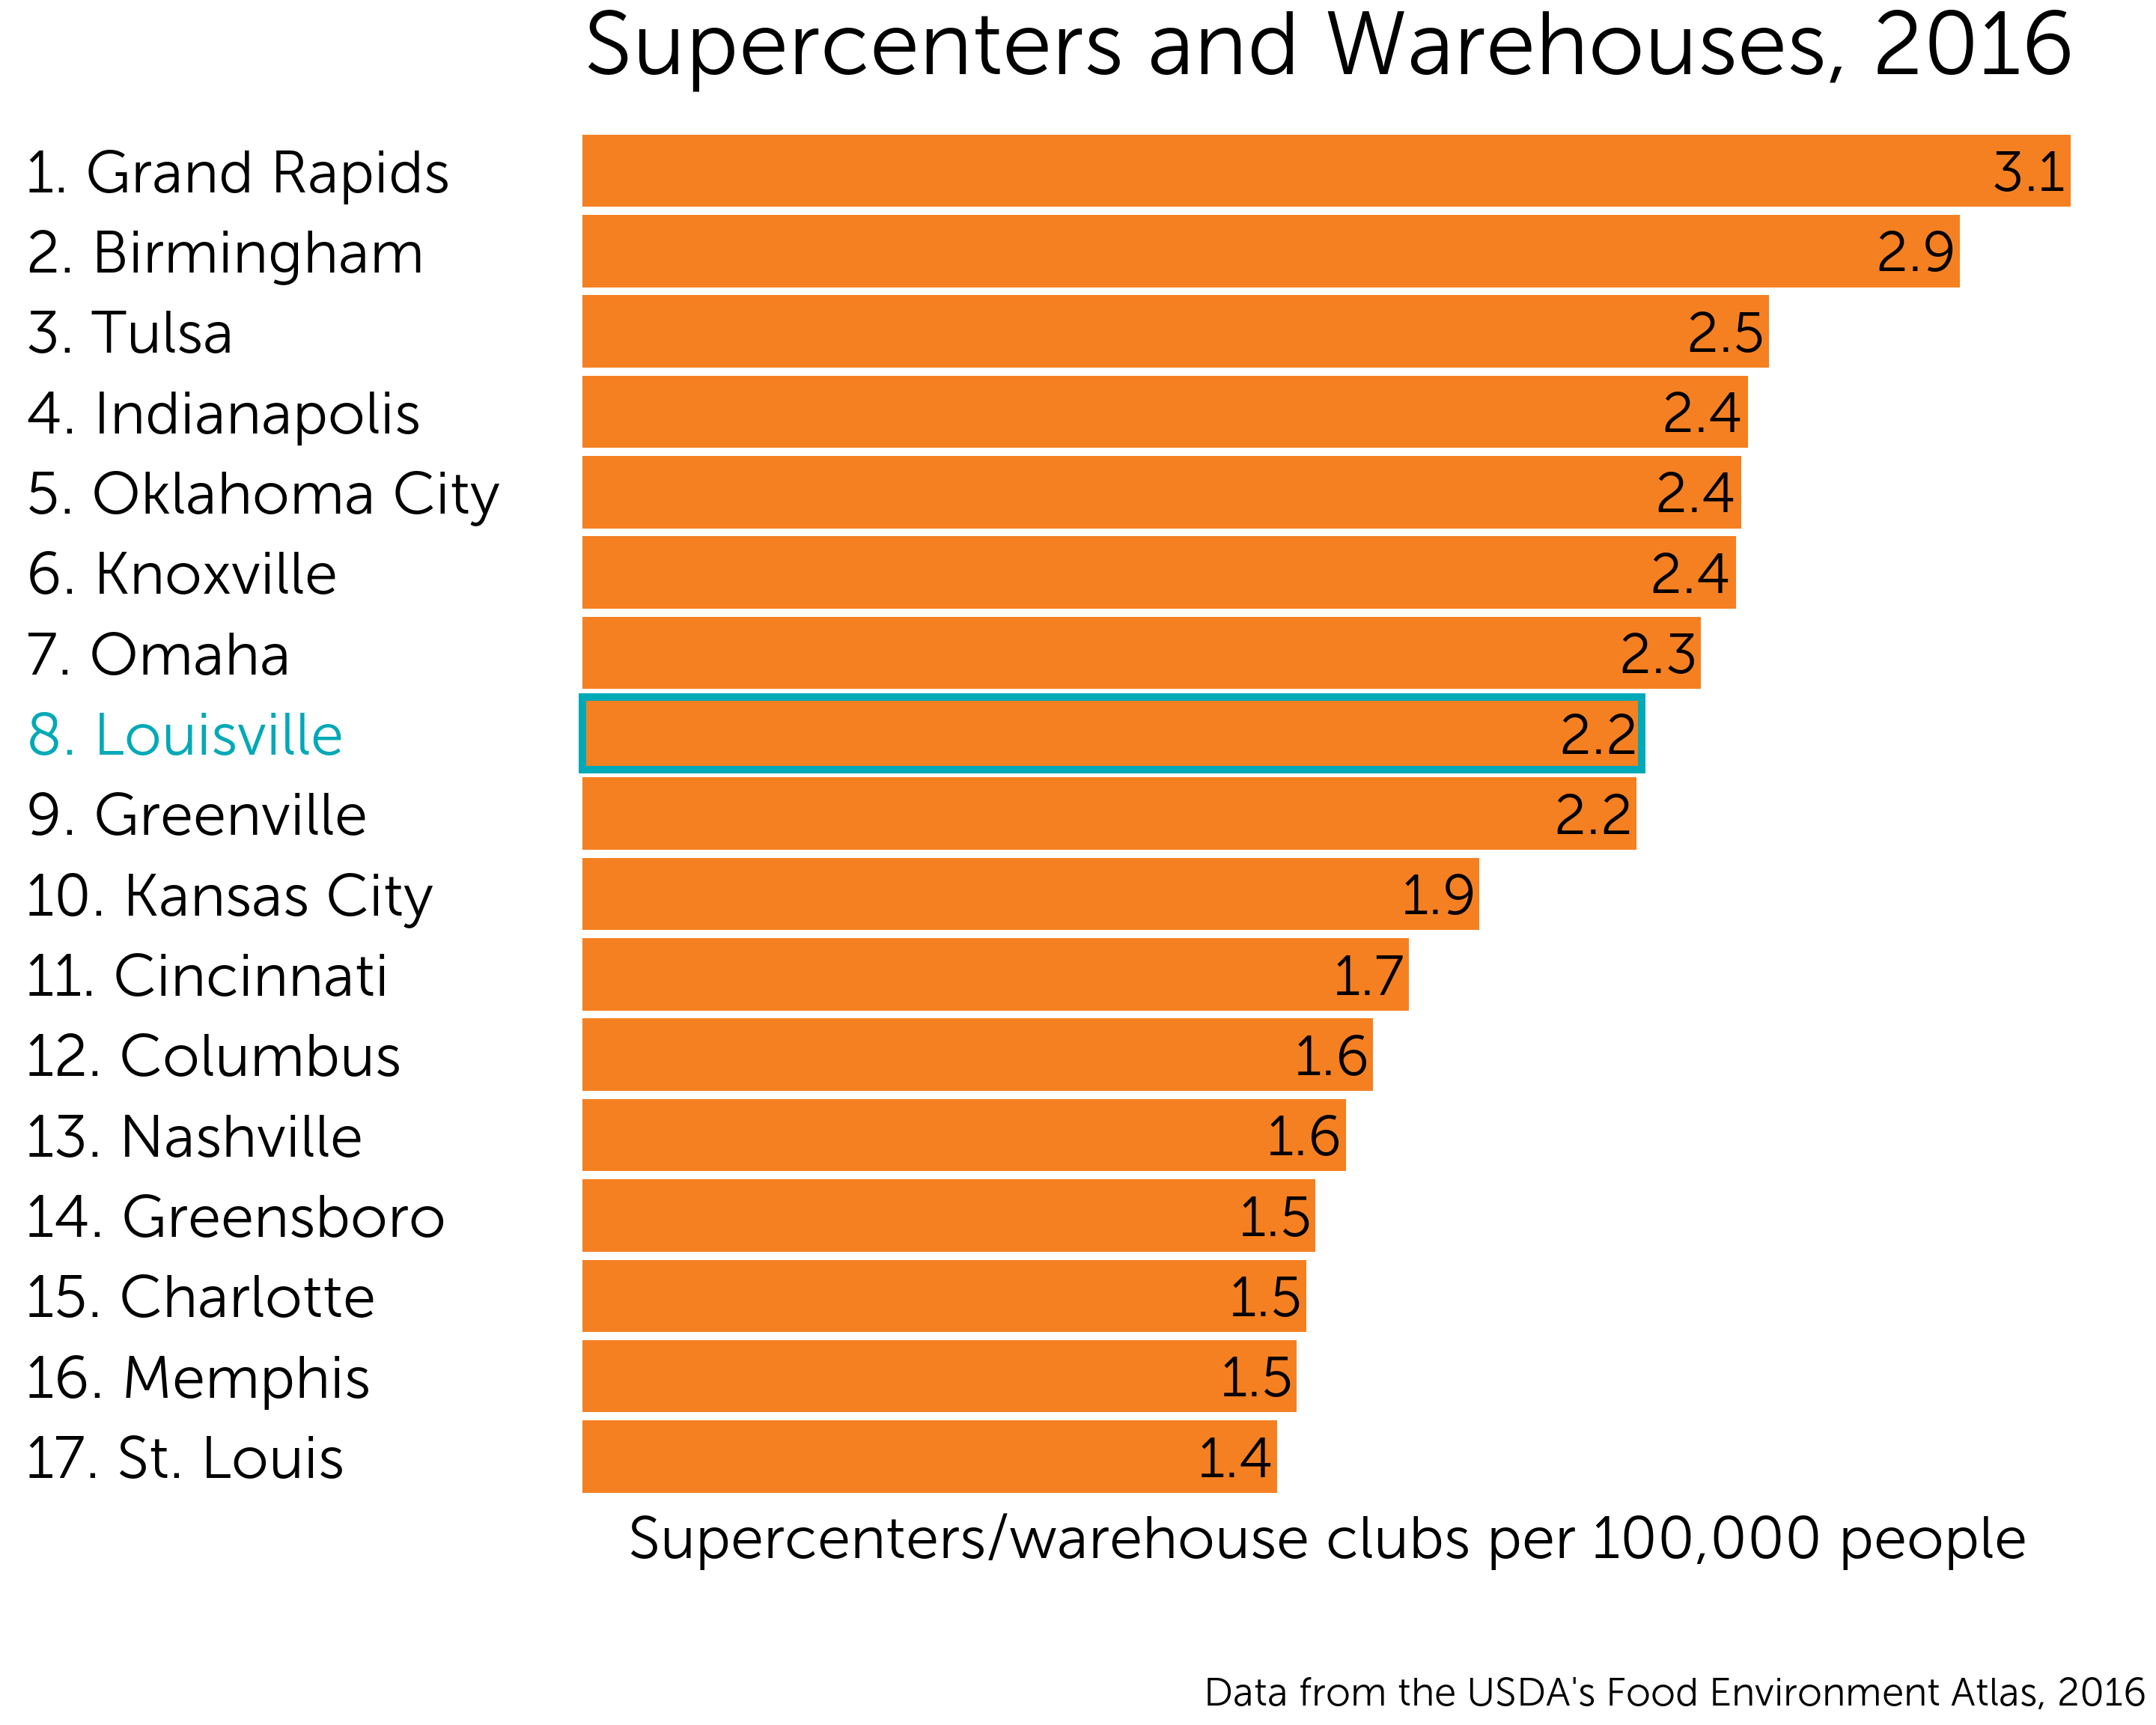 Supercenters and Warehouses, 2016
1. Grand Rapids 3.1
2. Birmingham 2.9
3. Tulsa 2.5
4. Indianapolis 2.4
5. Oklahoma City 2.4
6. Knoxville 2.4
7. Omaha 2.3
8. Louisville 2.2
9. Greenville 2.2
10. Kansas City 1.9
11. Cincinnati 1.7
12. Columbus 1.6
13. Nashville 1.6
14. Greensboro 1.5
15. Charlotte 1.5
16. Memphis 1.5
17. St. Louis 1.4
Supercenters/warehouse clubs per 100,000 people
Data from the USDA's Food Environment Atlas, 2016